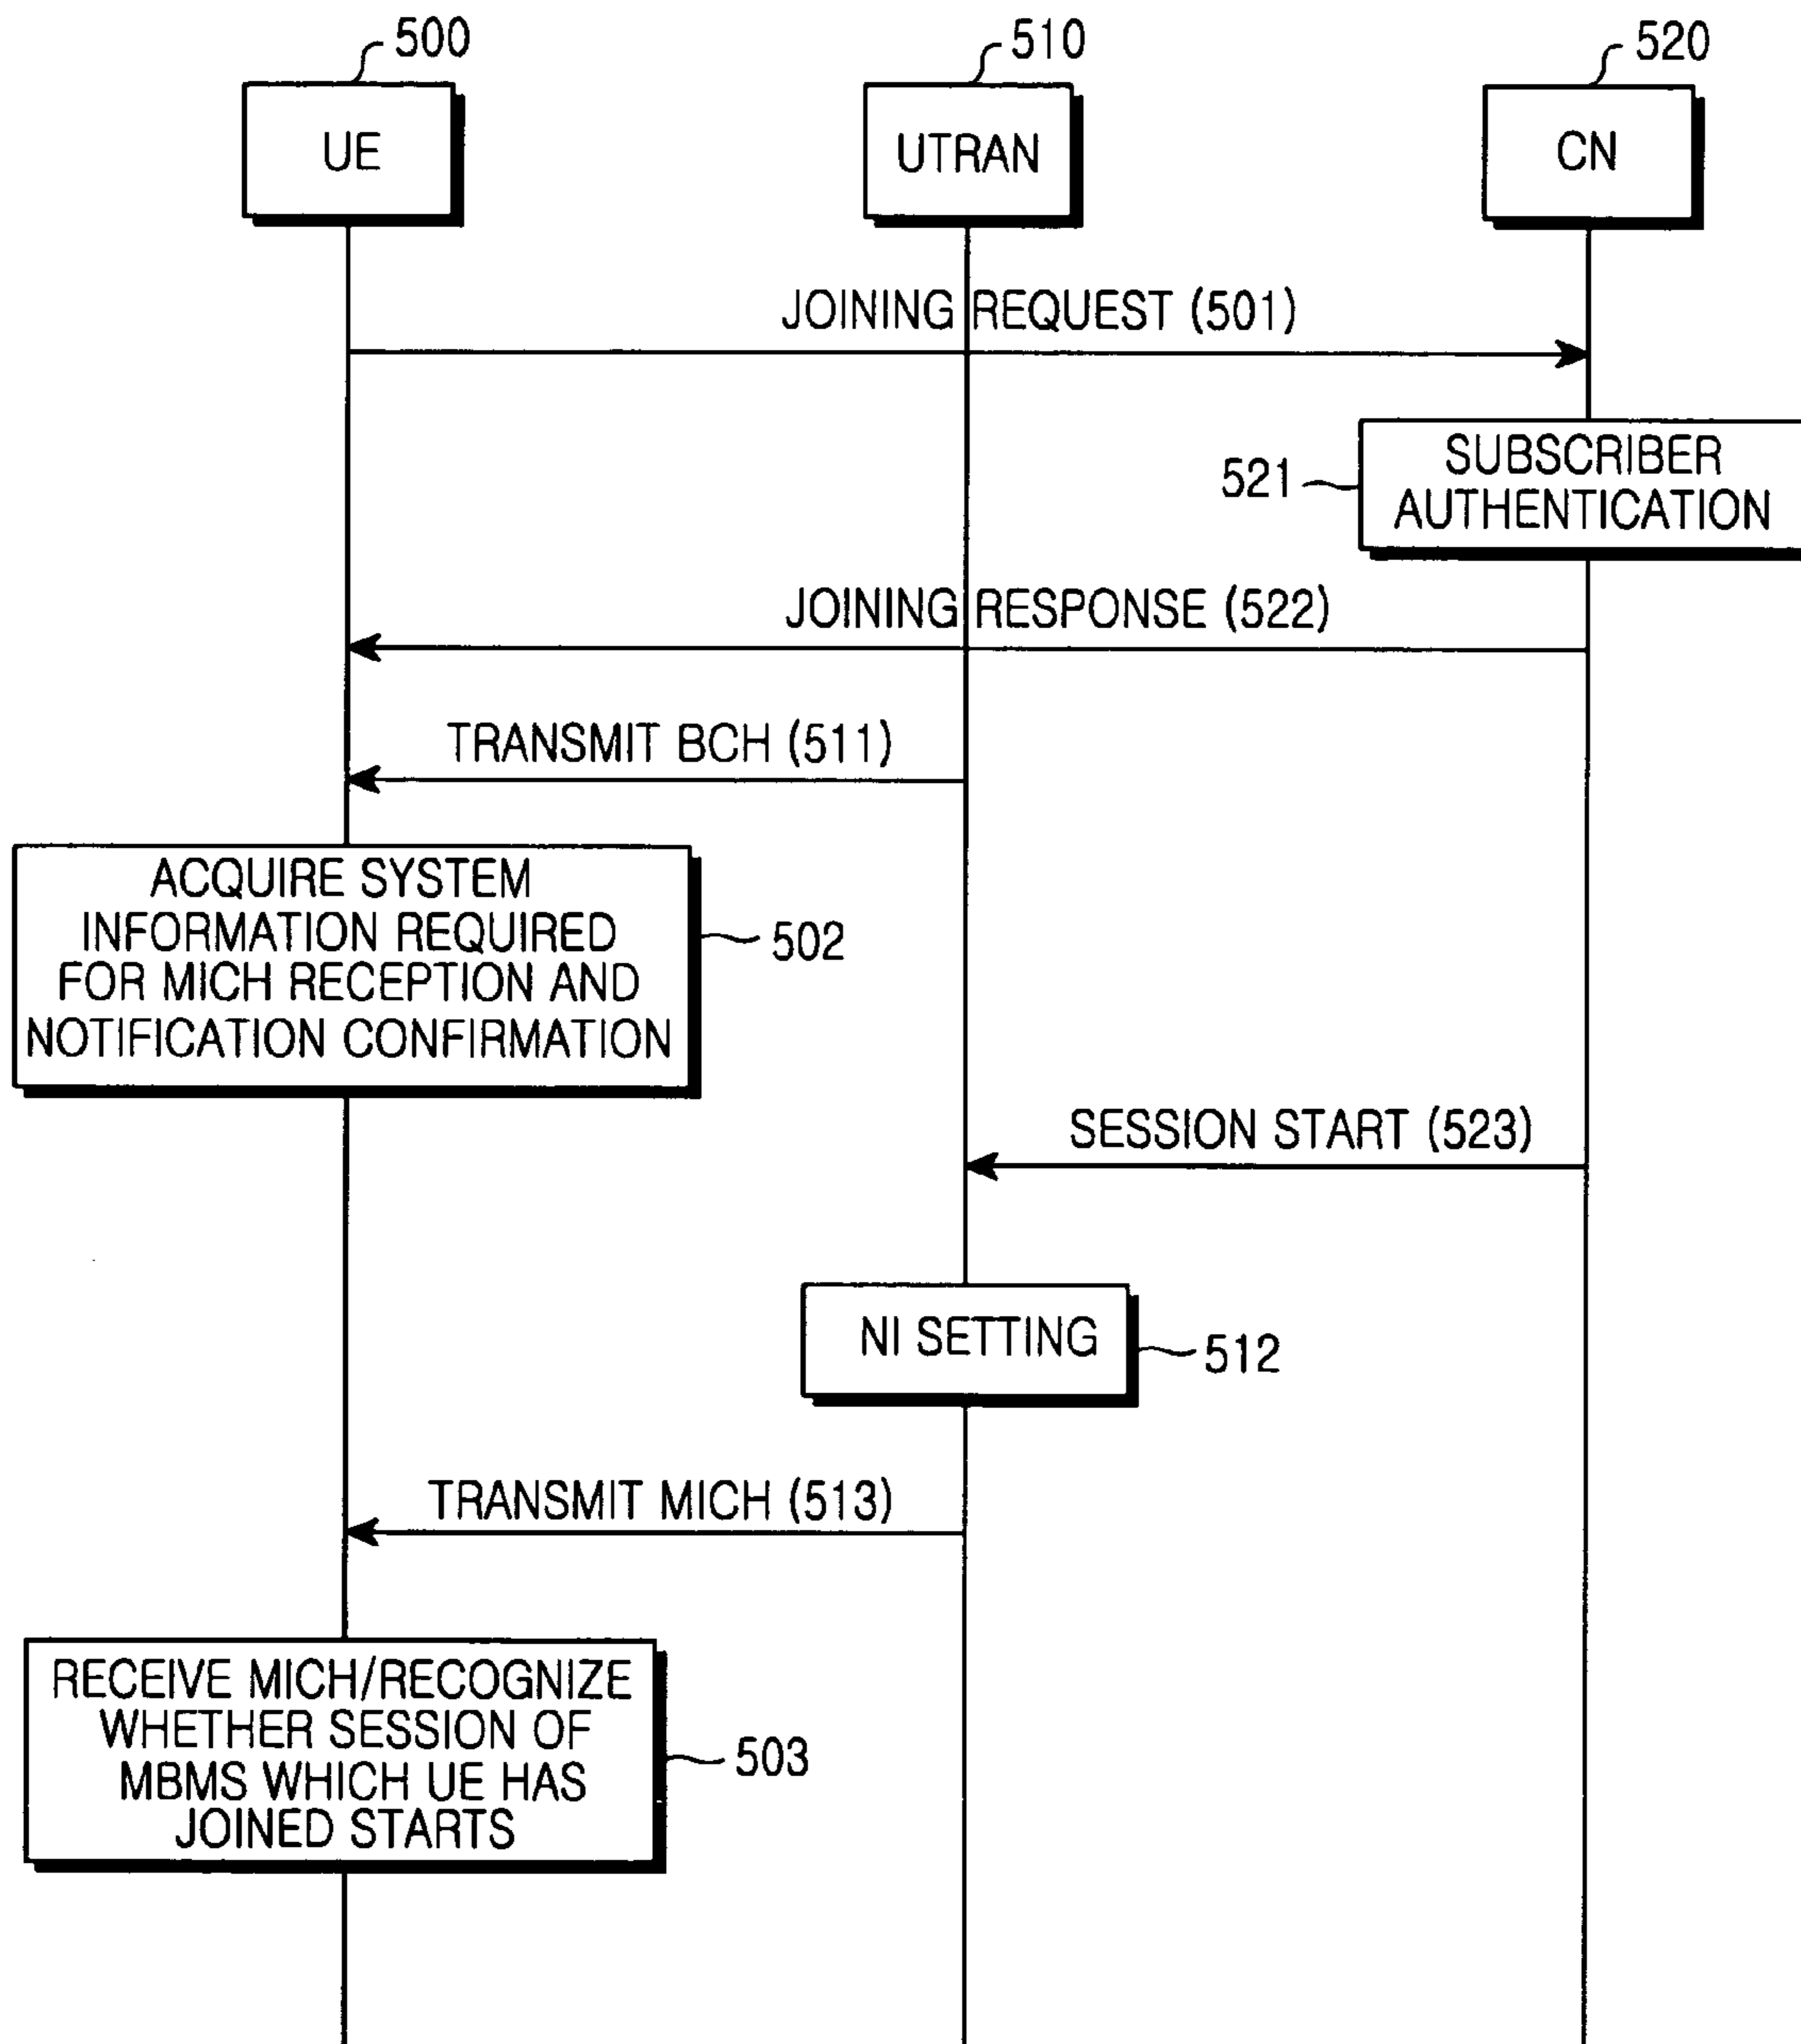 500
510
520
UE
UTRAN
CN
JOINING REQUEST (501)
521
SUBSCRIBER
AUTHENTICATION
JOINING RESPONSE (522)
TRANSMIT BCH (511)
ACQUIRE SYSTEM
INFORMATION REQUIRED
FOR MICH RECEPTION AND
NOTIFICATION CONFIRMATION
502
SESSION START (523)
NI SETTING
512
TRANSMIT MICH (513)
RECEIVE MICH/RECOGNIZE
WHETHER SESSION OF
MBMS WHICH UE HAS
JOINED STARTS
503